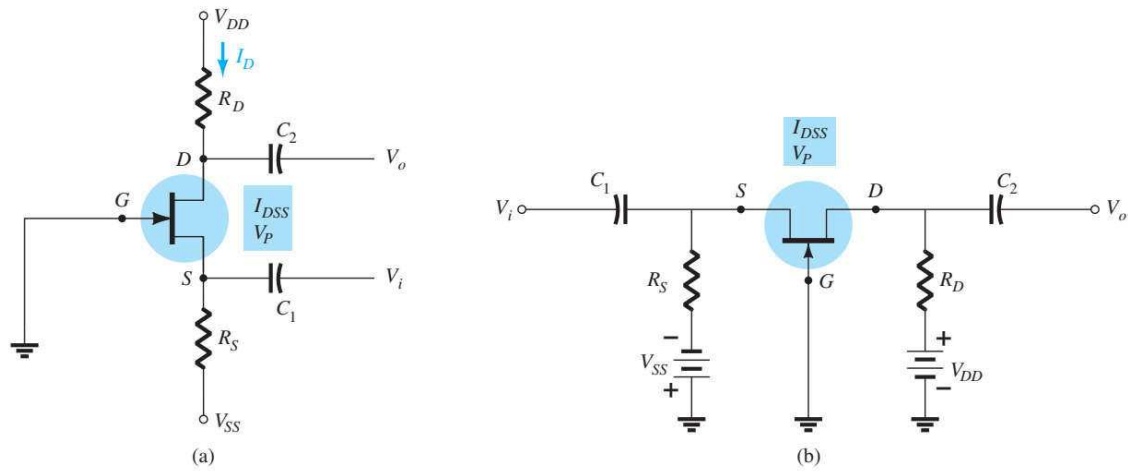 V_DD
I_D
R_D
C_2
D
V_o
G
I_DSS
V_P
S
V_i
C_1
R_S
V_SS
(a)
I_DSS
V_P
C_1
S
D
C_2
V_i
V_o
R_S
G
R_D
-
V_SS
+
+
V_DD
-
(b)